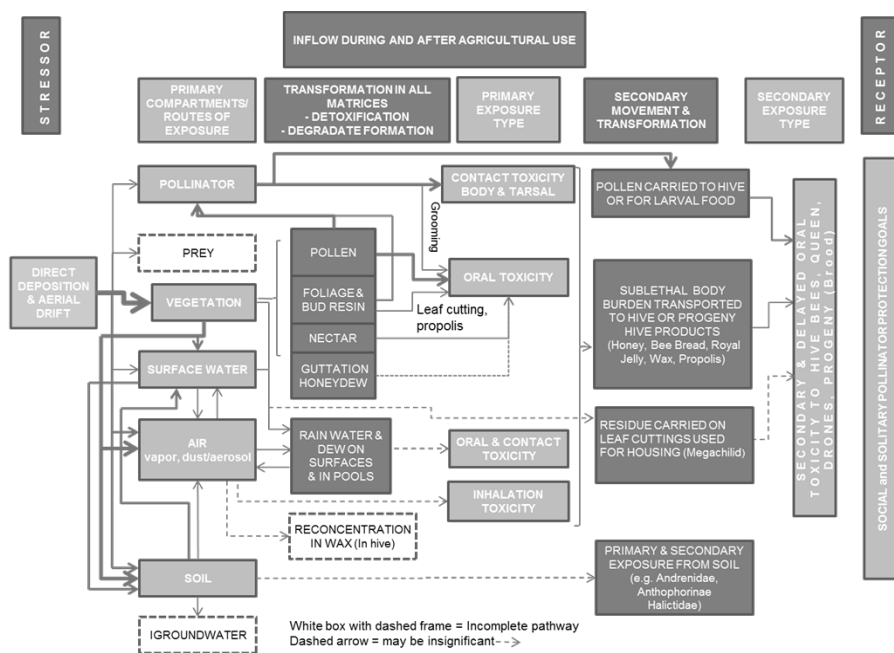 STRESSOR
INFLOW DURING AND AFTER AGRICULTURAL USE
RECEPTOR
PRIMARY
COMPARTMENTS/
ROUTES OF
EXPOSURE
TRANSFORMATION IN ALL
MATRICES
- DETOXIFICATION
- DEGRADATE FORMATION
PRIMARY
EXPOSURE
TYPE
SECONDARY
MOVEMENT &
TRANSFORMATION
SECONDARY
EXPOSURE
TYPE
POLLINATOR
CONTACT TOXICITY
BODY & TARSAL
POLLEN CARRIED TO HIVE
OR FOR LARVAL FOOD
Grooming
PREY
POLLEN
DIRECT
DEPOSITION
& AERIAL
DRIFT
VEGETATION
FOLIAGE &
BUD RESIN
ORAL TOXICITY
Leaf cutting,
propolis
NECTAR
GUTTATION
HONEYDEW
SUBLETHAL BODY
BURDEN TRANSPORTED
TO HIVE OR PROGENY
HIVE PRODUCTS
(Honey, Bee Bread, Royal
Jelly, Wax, Propolis)
SECONDARY & DELAYED ORAL
TOXICITY TO HIVE BEES, QUEEN,
DRONES, PROGENY (Brood)
SOCIAL and SOLITARY POLLINATOR PROTECTION GOALS
SURFACE WATER
AIR
vapor, dust/aerosol
RAIN WATER &
DEW ON
SURFACES
& IN POOLS
ORAL & CONTACT
TOXICITY
RESIDUE CARRIED ON
LEAF CUTTINGS USED
FOR HOUSING (Megachilid)
INHALATION
TOXICITY
RECONCENTRATION
IN WAX (In hive)
SOIL
PRIMARY & SECONDARY
EXPOSURE FROM SOIL
(e.g. Andrenidae,
Anthophorinae
Halictidae)
IGROUNDWATER
White box with dashed frame = Incomplete pathway
Dashed arrow = may be insignificant